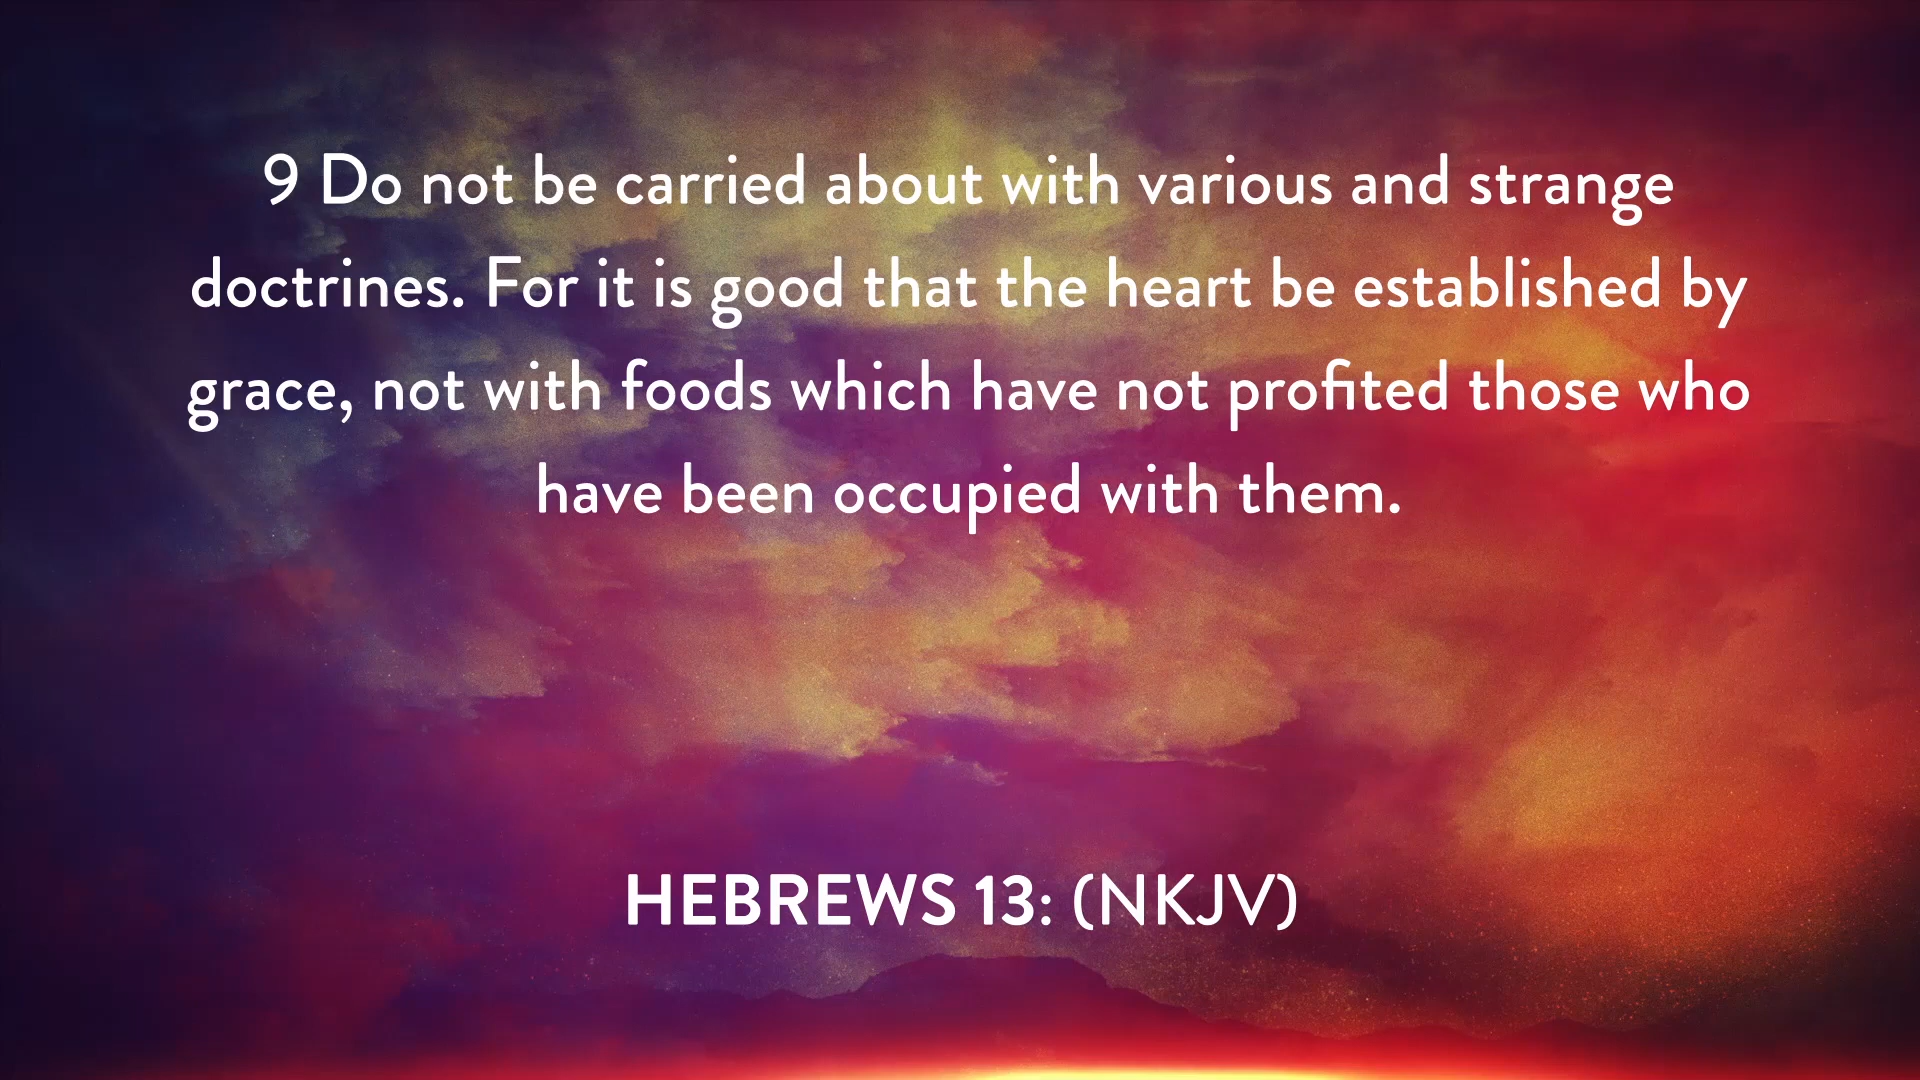 9 Do not be carried about with various and strange
doctrines. For it is good that the heart be established by
grace, not with foods which have not profited those who
have been occupied with them.
HEBREWS 13: (NKJV)